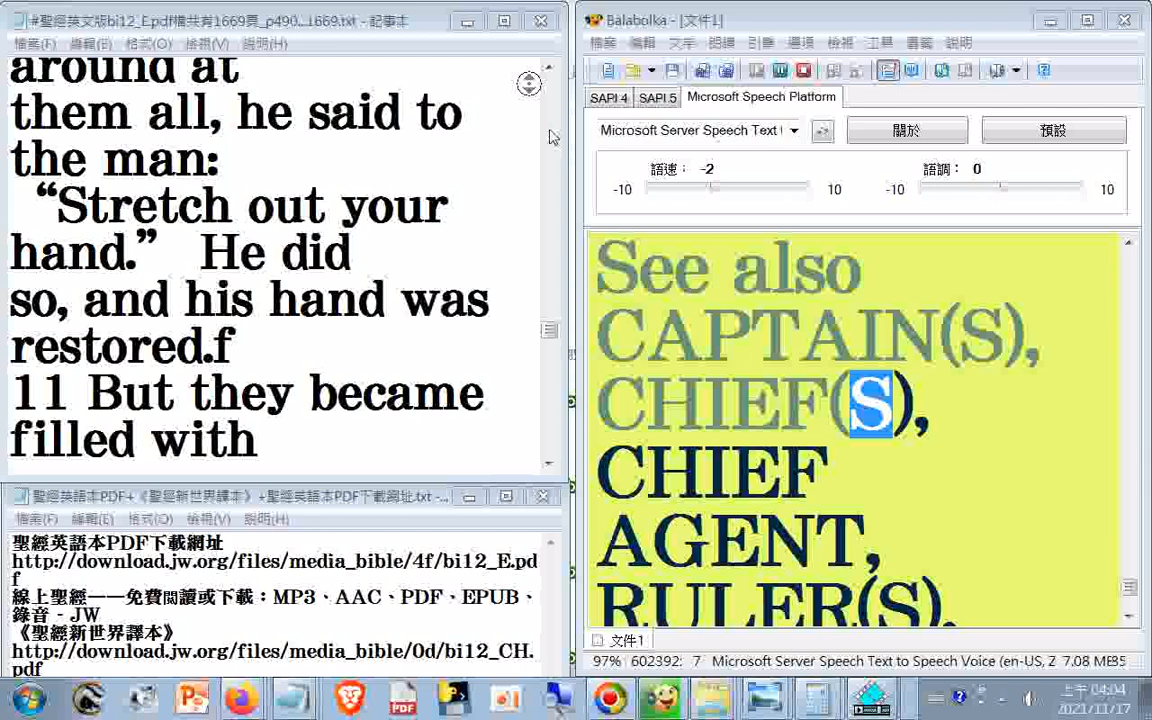 #聖經英文版bi12_E.pdf檔共有1669頁_p490...1669.txt - 記事本
檔案(F) 編輯(E) 格式(O) 檢視(V) 說明(H)
around at
them all, he said to
the man:
“Stretch out your
hand.” He did
so, and his hand was
restored.f
11 But they became
filled with
聖經英語本PDF+《聖經新世界譯本》+聖經英語本PDF下載網址.txt -...
檔案(F) 編輯(E) 格式(O) 檢視(V) 說明(H)
聖經英語本PDF下載網址
http://download.jw.org/files/media_bible/4f/bi12_E.pd
f
線上聖經——免費閱讀或下載：MP3、AAC、PDF、EPUB、
錄音 - JW
《聖經新世界譯本》
http://download.jw.org/files/media_bible/0d/bi12_CH.
pdf
Balabolka - [文件1]
檔案 編輯 文字 朗讀 引擎 選項 檢視 工具 書籤 說明
SAPI 4 SAPI 5 Microsoft Speech Platform
Microsoft Server Speech Text 關於 預設
語速： -2 語調： 0
-10 10 -10 10
See also
CAPTAIN(S),
CHIEF(S),
CHIEF
AGENT,
RULER(S).
文件1
97% 602392: 7 Microsoft Server Speech Text to Speech Voice (en-US, Z 7.08 MB
上午 04:04
2021/11/17